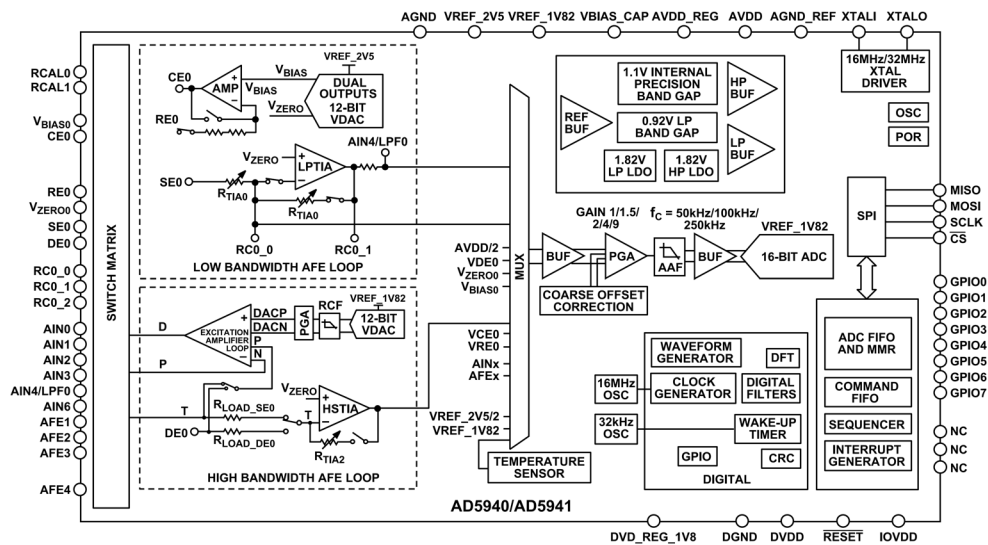 AGND VREF_2V5 VREF_1V82 VBIAS_CAP AVDD_REG AVDD AGND_REF XTALI XTALO
RCAL0
RCAL1
VBIAS0
CE0
RE0
VZERO0
SE0
DE0
RC0_0
RC0_1
RC0_2
AIN0
AIN1
AIN2
AIN3
AIN4/LPF0
AIN6
AFE1
AFE2
AFE3
AFE4
SWITCH MATRIX
VREF_2V5
CE0
AMP
+
−
VBIAS
VBIAS
VZERO
DUAL
OUTPUTS
12-BIT
VDAC
RE0
AIN4/LPF0
VZERO
+
−
LPTIA
SE0
RTIA0
RTIA0
RC0_0
RC0_1
LOW BANDWIDTH AFE LOOP
VREF_1V82
D
P
T
EXCITATION
AMPLIFIER
LOOP
+
−
DACP
DACN
P
N
PGA
RCF
12-BIT
VDAC
VZERO
+
−
HSTIA
RLOAD_SE0
T
DE0
RLOAD_DE0
RTIA2
HIGH BANDWIDTH AFE LOOP
MUX
AVDD/2
VDE0
VZERO0
VBIAS0
VCE0
VRE0
AINx
AFEx
VREF_2V5/2
VREF_1V82
TEMPERATURE
SENSOR
REF
BUF
1.1V INTERNAL
PRECISION
BAND GAP
0.92V LP
BAND GAP
1.82V
LP LDO
1.82V
HP LDO
HP
BUF
LP
BUF
GAIN 1/1.5/
2/4/9
fC = 50kHz/100kHz/
250kHz
VREF_1V82
BUF
PGA
AAF
BUF
16-BIT ADC
COARSE OFFSET
CORRECTION
16MHz/32MHz
XTAL
DRIVER
OSC
POR
SPI
WAVEFORM
GENERATOR
DFT
16MHz
OSC
CLOCK
GENERATOR
DIGITAL
FILTERS
32kHz
OSC
WAKE-UP
TIMER
GPIO
CRC
DIGITAL
ADC FIFO
AND MMR
COMMAND
FIFO
SEQUENCER
INTERRUPT
GENERATOR
MISO
MOSI
SCLK
CS
GPIO0
GPIO1
GPIO2
GPIO3
GPIO4
GPIO5
GPIO6
GPIO7
NC
NC
NC
AD5940/AD5941
DVD_REG_1V8 DGND DVDD RESET IOVDD